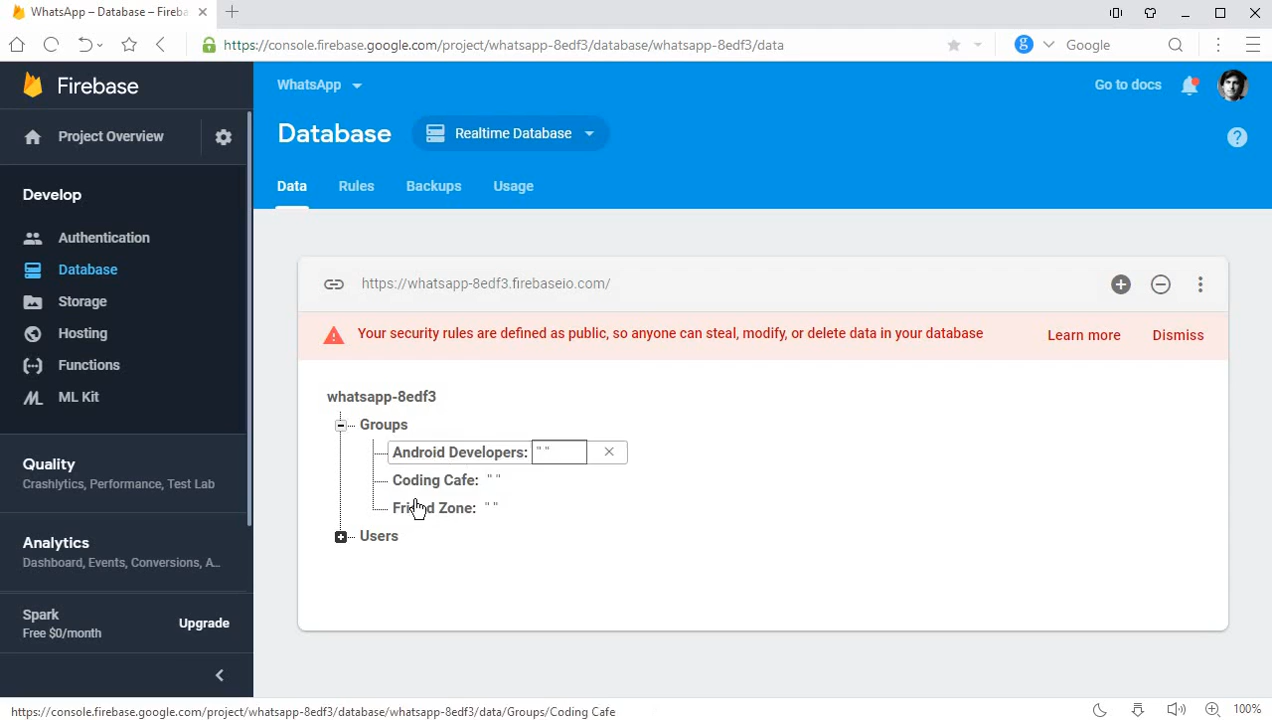 WhatsApp – Database – Fireba
https://console.firebase.google.com/project/whatsapp-8edf3/database/whatsapp-8edf3/data
Google
Firebase
WhatsApp
Go to docs
Project Overview
Database
Realtime Database
Data
Rules
Backups
Usage
Develop
Authentication
Database
Storage
Hosting
Functions
ML Kit
Quality
Crashlytics, Performance, Test Lab
Analytics
Dashboard, Events, Conversions, A...
Spark
Free $0/month
Upgrade
https://whatsapp-8edf3.firebaseio.com/
Your security rules are defined as public, so anyone can steal, modify, or delete data in your database
Learn more
Dismiss
whatsapp-8edf3
Groups
Android Developers: " "
Coding Cafe: " "
Friend Zone: " "
Users
https://console.firebase.google.com/project/whatsapp-8edf3/database/whatsapp-8edf3/data/Groups/Coding Cafe
100%